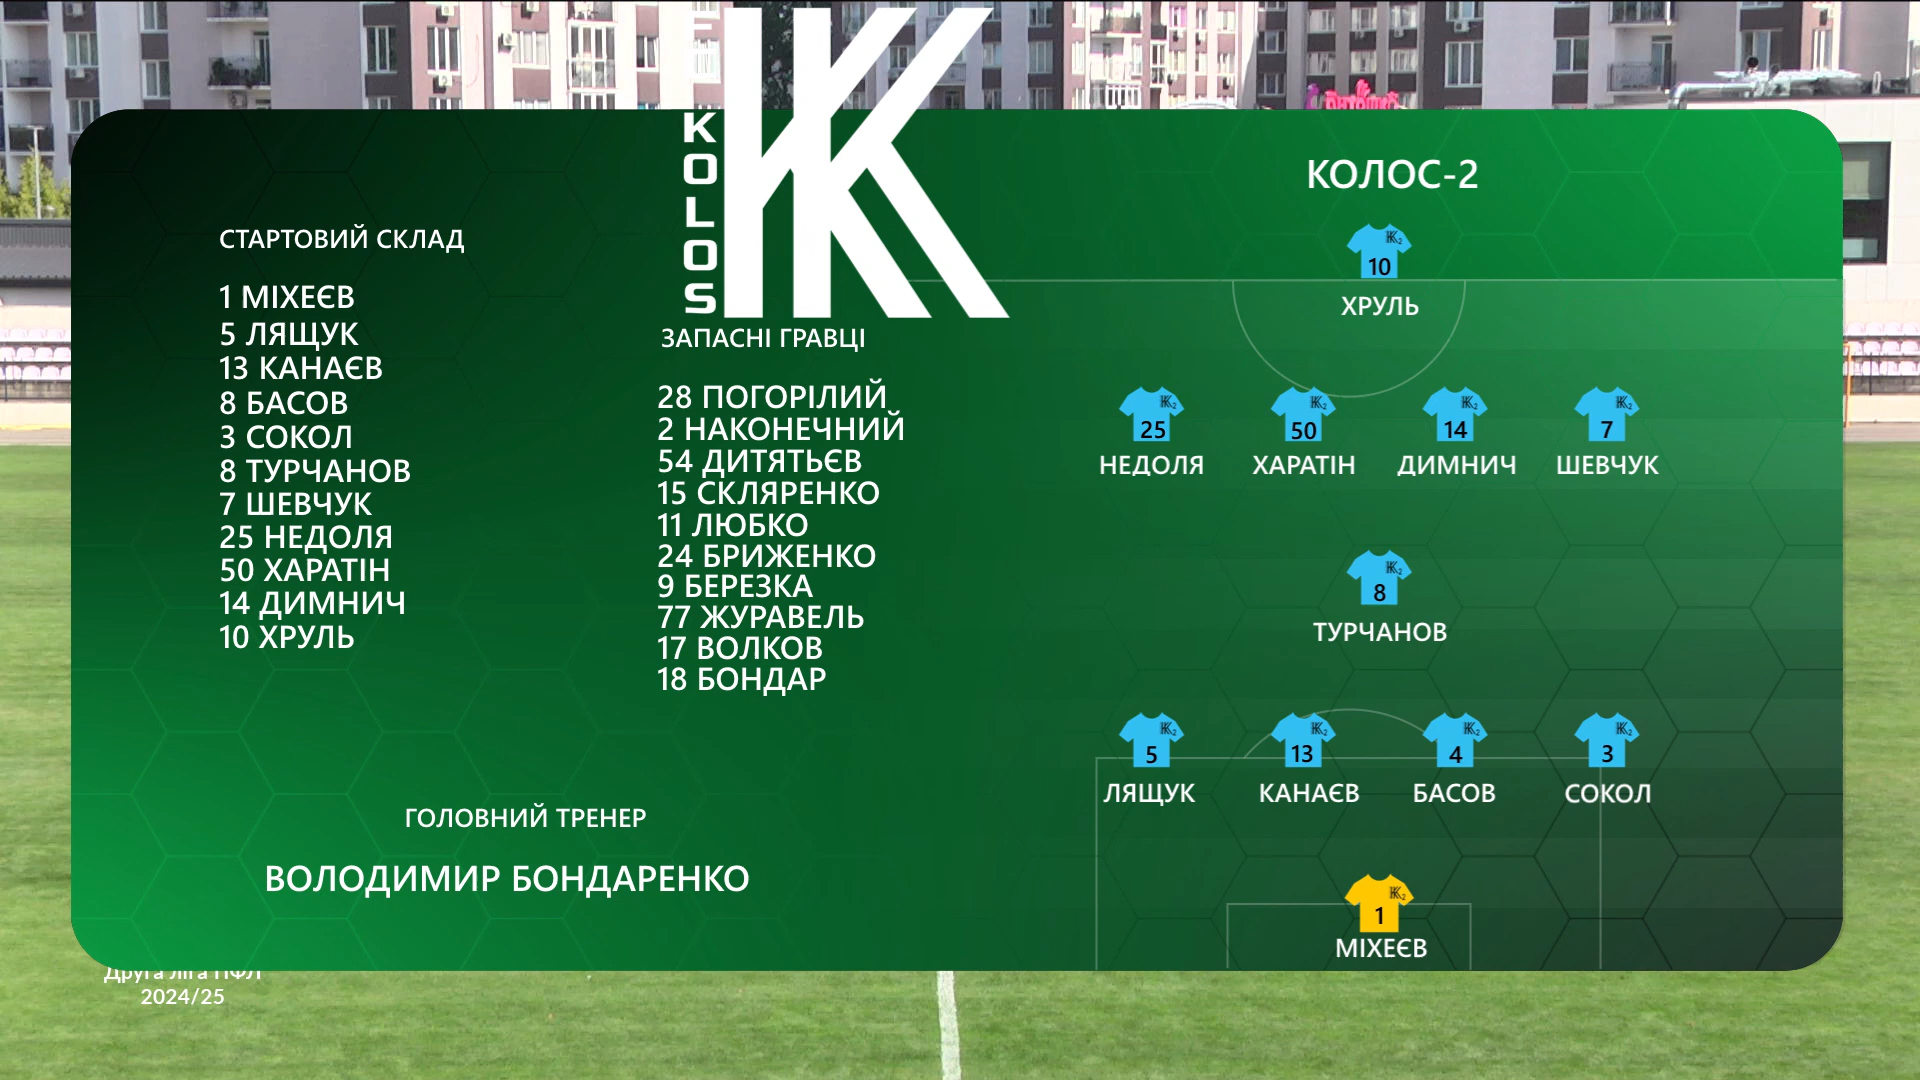 KOLOS
СТАРТОВИЙ СКЛАД
1 МІХЕЄВ
5 ЛЯЩУК
13 КАНАЄВ
8 БАСОВ
3 СОКОЛ
8 ТУРЧАНОВ
7 ШЕВЧУК
25 НЕДОЛЯ
50 ХАРАТІН
14 ДИМНИЧ
10 ХРУЛЬ
ЗАПАСНІ ГРАВЦІ
28 ПОГОРІЛИЙ
2 НАКОНЕЧНИЙ
54 ДИТЯТЬЄВ
15 СКЛЯРЕНКО
11 ЛЮБКО
24 БРИЖЕНКО
9 БЕРЕЗКА
77 ЖУРАВЕЛЬ
17 ВОЛКОВ
18 БОНДАР
ГОЛОВНИЙ ТРЕНЕР
ВОЛОДИМИР БОНДАРЕНКО
КОЛОС-2
10
ХРУЛЬ
25 50 14 7
НЕДОЛЯ ХАРАТІН ДИМНИЧ ШЕВЧУК
8
ТУРЧАНОВ
5 13 4 3
ЛЯЩУК КАНАЄВ БАСОВ СОКОЛ
1
МІХЕЄВ
Друга ліга ПФЛ
2024/25